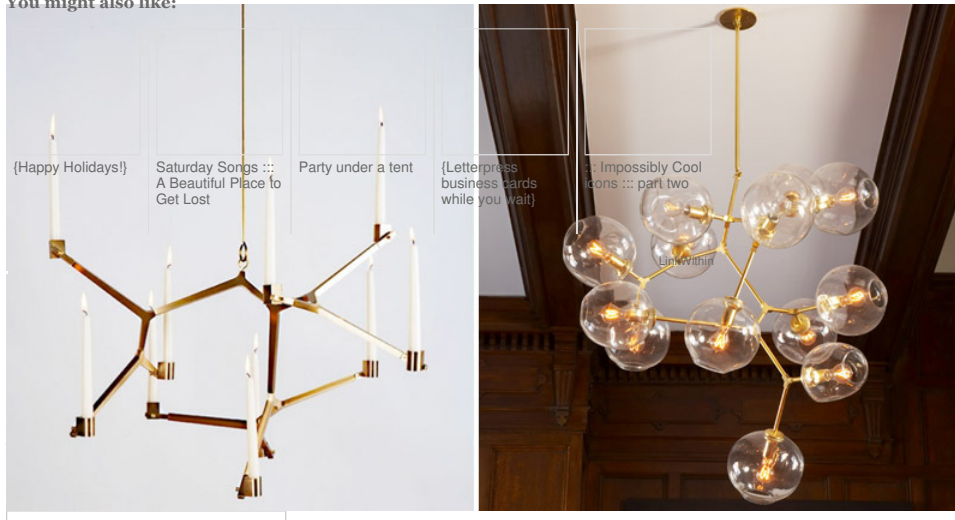 You might also like:
{Happy Holidays!}
Saturday Songs :::
A Beautiful Place to
Get Lost
Party under a tent
{Letterpress
business cards
while you wait}
::: Impossibly Cool
icons ::: part two
LinkWithin